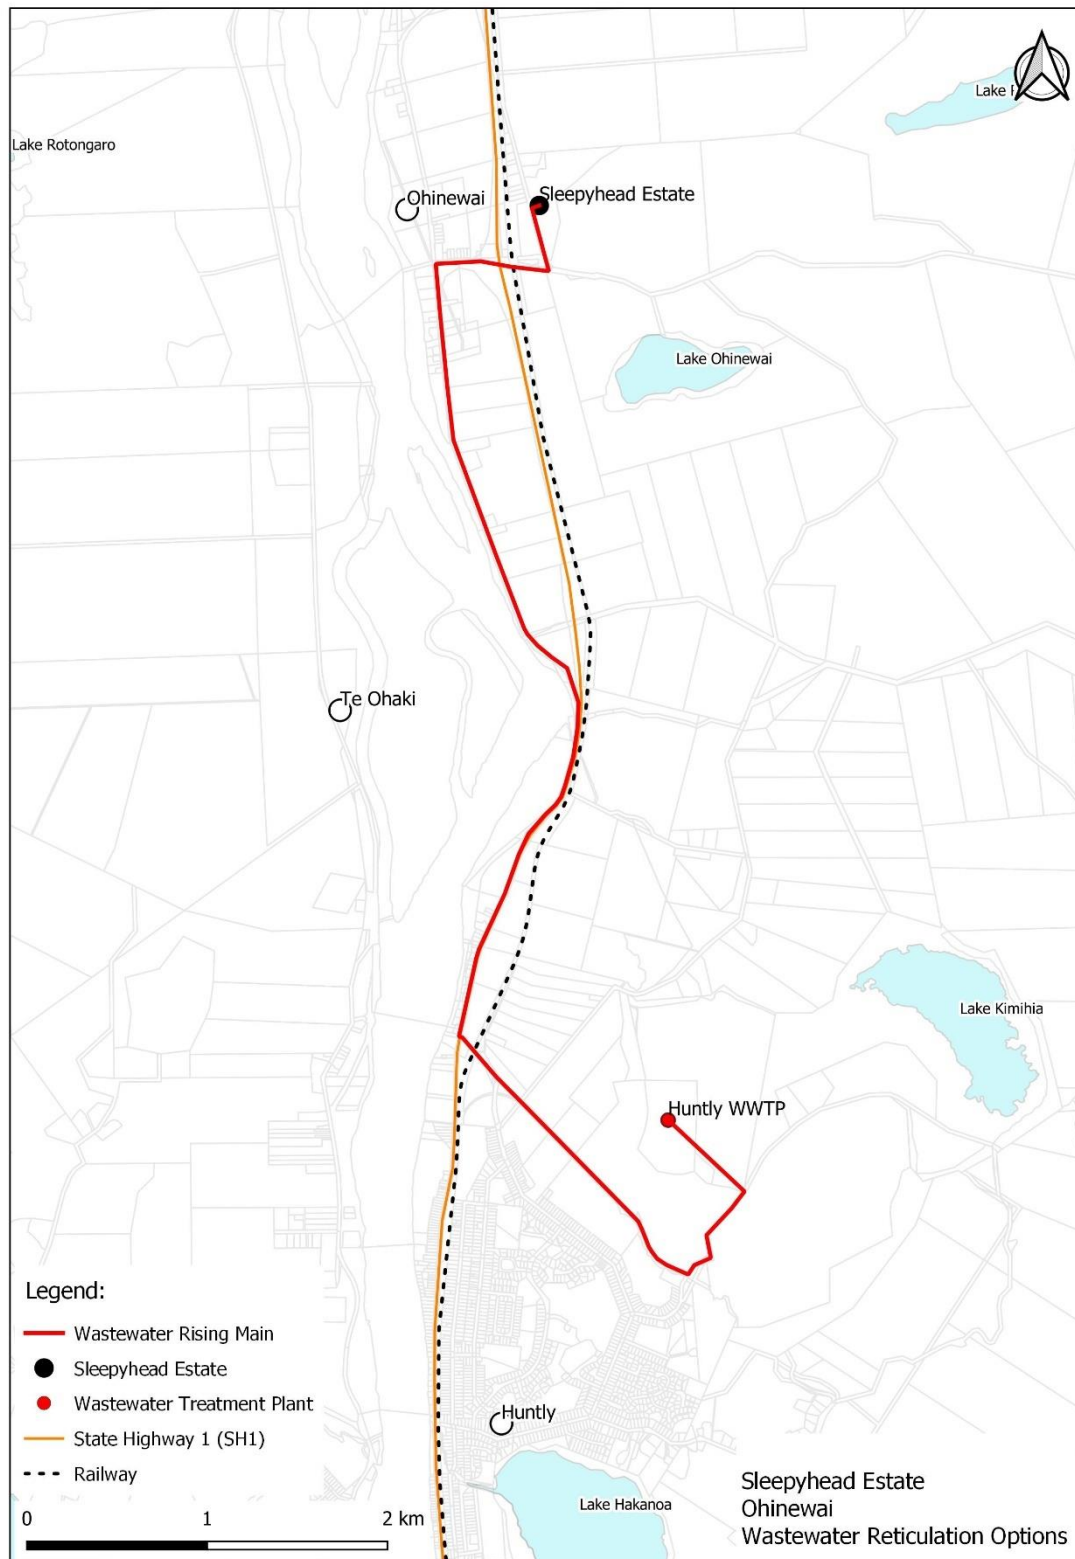 Lake
Lake Rotongaro
Ohinewai
Sleepyhead Estate
Lake Ohinewai
Te Ohaki
Lake Kimihia
Huntly WWTP
Legend:
Wastewater Rising Main
Sleepyhead Estate
Wastewater Treatment Plant
State Highway 1 (SH1)
Railway
Huntly
Lake Hakanoa
0 1 2 km
Sleepyhead Estate
Ohinewai
Wastewater Reticulation Options